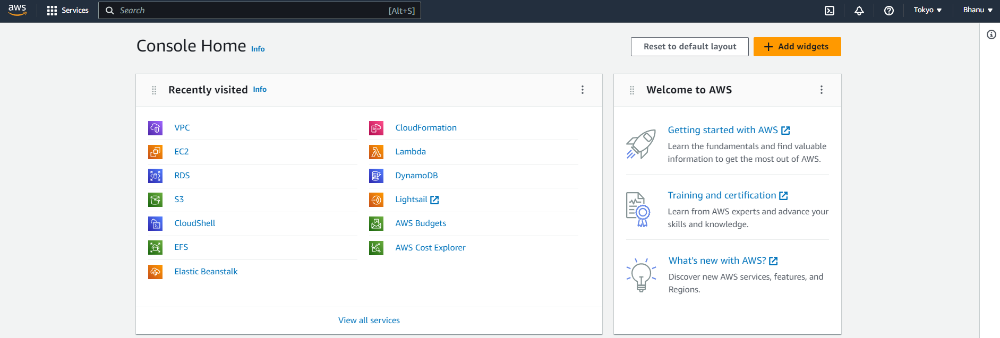 aws
Services
Search
[Alt+S]
Tokyo
Bhanu
Console Home
Info
Reset to default layout
Add widgets
Recently visited
Info
VPC
EC2
RDS
S3
CloudShell
EFS
Elastic Beanstalk
CloudFormation
Lambda
DynamoDB
Lightsail
AWS Budgets
AWS Cost Explorer
View all services
Welcome to AWS
Getting started with AWS
Learn the fundamentals and find valuable
information to get the most out of AWS.
Training and certification
Learn from AWS experts and advance your
skills and knowledge.
What's new with AWS?
Discover new AWS services, features, and
Regions.